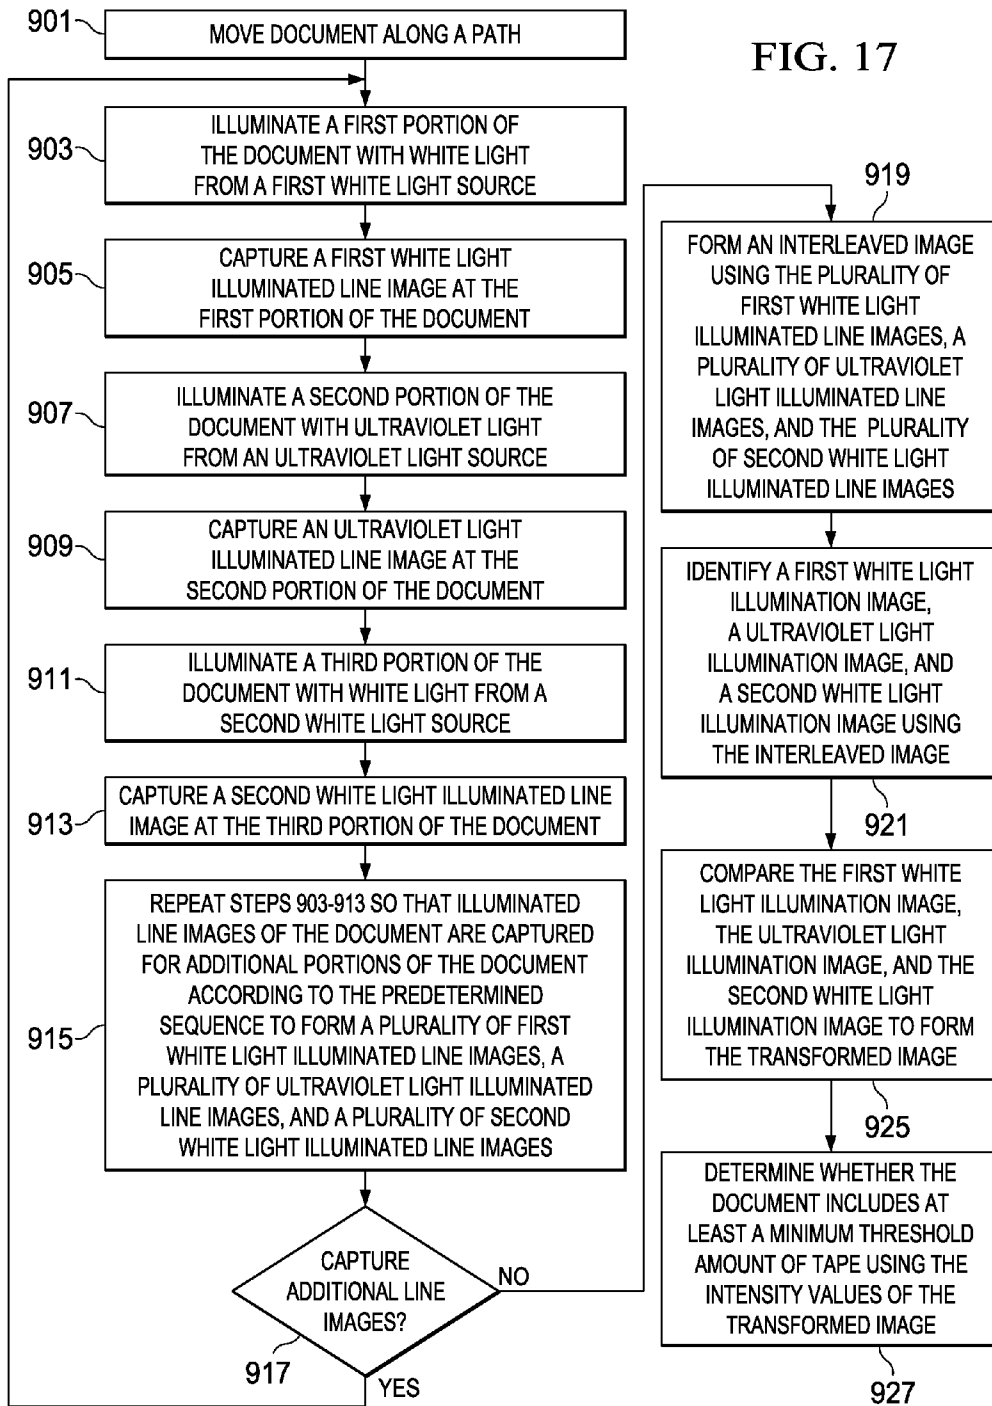 901
MOVE DOCUMENT ALONG A PATH
FIG. 17
903
ILLUMINATE A FIRST PORTION OF
THE DOCUMENT WITH WHITE LIGHT
FROM A FIRST WHITE LIGHT SOURCE
905
CAPTURE A FIRST WHITE LIGHT
ILLUMINATED LINE IMAGE AT THE
FIRST PORTION OF THE DOCUMENT
907
ILLUMINATE A SECOND PORTION OF THE
DOCUMENT WITH ULTRAVIOLET LIGHT
FROM AN ULTRAVIOLET LIGHT SOURCE
909
CAPTURE AN ULTRAVIOLET LIGHT
ILLUMINATED LINE IMAGE AT THE
SECOND PORTION OF THE DOCUMENT
911
ILLUMINATE A THIRD PORTION OF THE
DOCUMENT WITH WHITE LIGHT FROM A
SECOND WHITE LIGHT SOURCE
913
CAPTURE A SECOND WHITE LIGHT ILLUMINATED LINE
IMAGE AT THE THIRD PORTION OF THE DOCUMENT
915
REPEAT STEPS 903-913 SO THAT ILLUMINATED
LINE IMAGES OF THE DOCUMENT ARE CAPTURED
FOR ADDITIONAL PORTIONS OF THE DOCUMENT
ACCORDING TO THE PREDETERMINED
SEQUENCE TO FORM A PLURALITY OF FIRST
WHITE LIGHT ILLUMINATED LINE IMAGES, A
PLURALITY OF ULTRAVIOLET LIGHT ILLUMINATED
LINE IMAGES, AND A PLURALITY OF SECOND
WHITE LIGHT ILLUMINATED LINE IMAGES
CAPTURE
ADDITIONAL LINE
IMAGES?
NO
917
YES
919
FORM AN INTERLEAVED IMAGE
USING THE PLURALITY OF
FIRST WHITE LIGHT
ILLUMINATED LINE IMAGES, A
PLURALITY OF ULTRAVIOLET
LIGHT ILLUMINATED LINE
IMAGES, AND THE PLURALITY
OF SECOND WHITE LIGHT
ILLUMINATED LINE IMAGES
IDENTIFY A FIRST WHITE LIGHT
ILLUMINATION IMAGE,
A ULTRAVIOLET LIGHT
ILLUMINATION IMAGE, AND
A SECOND WHITE LIGHT
ILLUMINATION IMAGE USING
THE INTERLEAVED IMAGE
921
COMPARE THE FIRST WHITE
LIGHT ILLUMINATION IMAGE,
THE ULTRAVIOLET LIGHT
ILLUMINATION IMAGE, AND THE
SECOND WHITE LIGHT
ILLUMINATION IMAGE TO FORM
THE TRANSFORMED IMAGE
925
DETERMINE WHETHER THE
DOCUMENT INCLUDES AT
LEAST A MINIMUM THRESHOLD
AMOUNT OF TAPE USING THE
INTENSITY VALUES OF THE
TRANSFORMED IMAGE
927